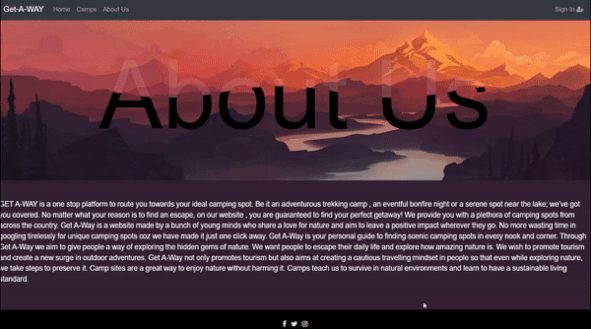 Get-A-WAY Home Camps About Us Sign In
About Us
GET A-WAY is a one stop platform to route you towards your ideal camping spot. Be it an adventurous trekking camp , an eventful bonfire night or a serene spot near the lake; we've got
you covered. No matter what your reason is to find an escape, on our website , you are guaranteed to find your perfect getaway! We provide you with a plethora of camping spots from
across the country. Get A-Way is a website made by a bunch of young minds who share a love for nature and aim to leave a positive impact wherever they go. No more wasting time in
googling tirelessly for unique camping spots coz we have made it just one click away. Get A-Way is your personal guide to finding scenic camping spots in every nook and corner. Through
Get A-Way we aim to give people a way of exploring the hidden gems of nature. We want people to escape their daily life and explore how amazing nature is. We wish to promote tourism
and create a new surge in outdoor adventures. Get A-Way not only promotes tourism but also aims at creating a cautious travelling mindset in people so that even while exploring nature,
we take steps to preserve it. Camp sites are a great way to enjoy nature without harming it. Camps teach us to survive in natural environments and learn to have a sustainable living
standard.